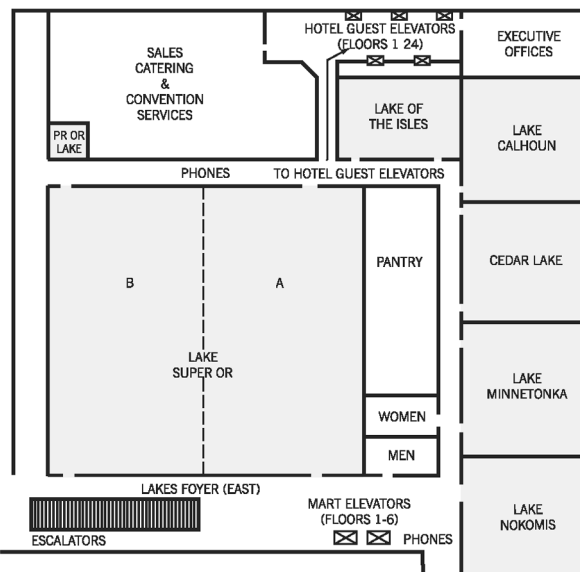 HOTEL GUEST ELEVATORS
(FLOORS 1 24)
EXECUTIVE
OFFICES
SALES
CATERING
&
CONVENTION
SERVICES
LAKE OF
THE ISLES
LAKE
CALHOUN
PR OR
LAKE
PHONES
TO HOTEL GUEST ELEVATORS
B
A
PANTRY
CEDAR LAKE
LAKE
SUPER OR
LAKE
MINNETONKA
WOMEN
MEN
LAKES FOYER (EAST)
MART ELEVATORS
(FLOORS 1-6)
LAKE
NOKOMIS
ESCALATORS
PHONES